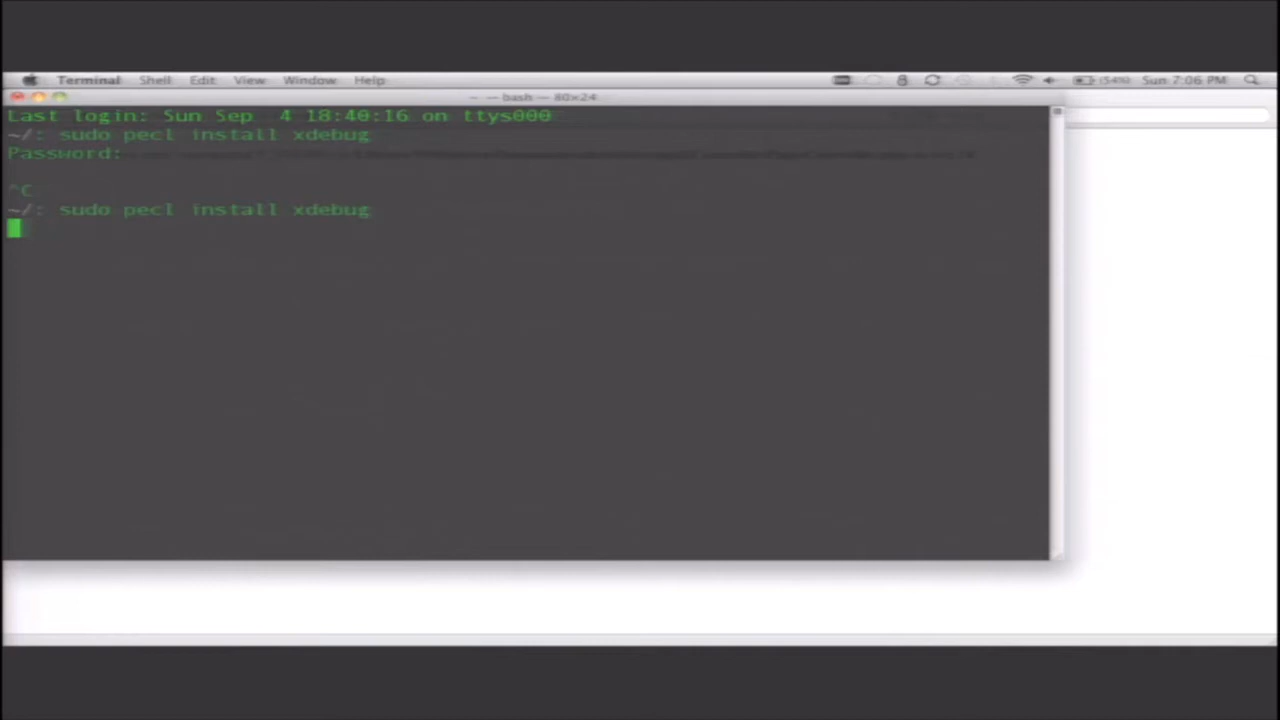 Terminal Shell Edit View Window Help Sun 7:06 PM
bash — 80×24
Last login: Sun Sep 4 18:40:16 on ttys000
~/: sudo pecl install xdebug
Password:
^C
~/: sudo pecl install xdebug